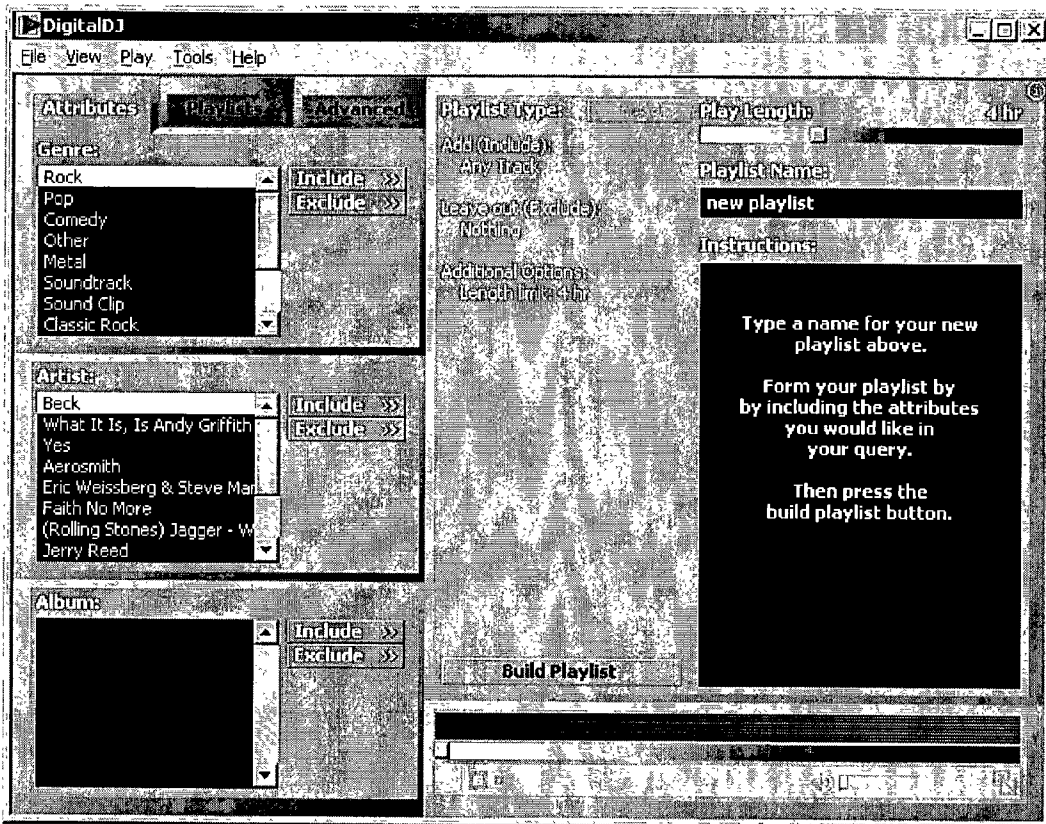 DigitalDJ
File View Play Tools Help
Attributes Playlists Advanced
Genre:
Rock
Pop
Comedy
Other
Metal
Soundtrack
Sound Clip
Classic Rock
Include >>
Exclude >>
Artist:
Beck
What It Is, Is Andy Griffith
Yes
Aerosmith
Eric Weissberg & Steve Mar
Faith No More
(Rolling Stones) Jagger - W
Jerry Reed
Include >>
Exclude >>
Album:
Include >>
Exclude >>
Playlist Type:
Add (Include):
Any Track
Leave out (Exclude):
Nothing
Additional Options:
Length limit: 4 hr
Build Playlist
Play Length: 4 hr
Playlist Name:
new playlist
Instructions:
Type a name for your new
playlist above.
Form your playlist by
by including the attributes
you would like in
your query.
Then press the
build playlist button.